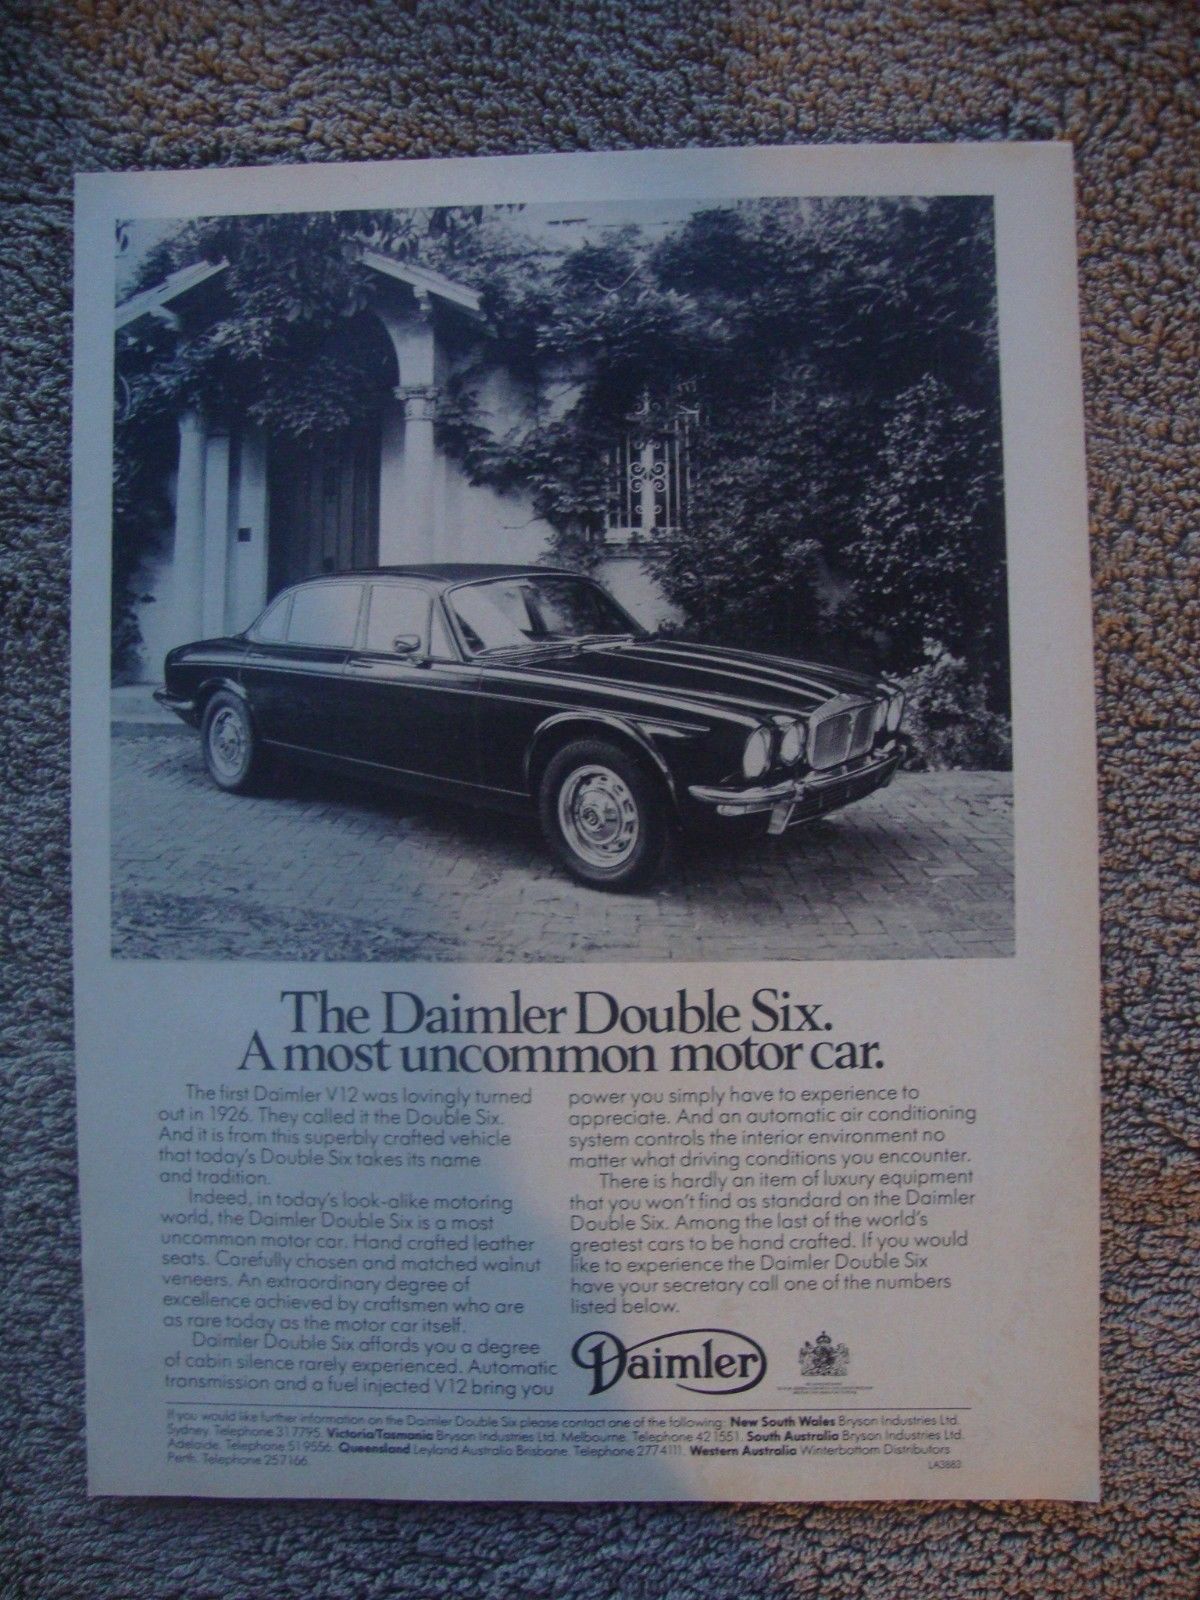 The Daimler Double Six.
A most uncommon motor car.
The first Daimler V12 was lovingly turned
out in 1926. They called it the Double Six.
And it is from this superbly crafted vehicle
that today's Double Six takes its name
and tradition.
Indeed, in today's look-alike motoring
world, the Daimler Double Six is a most
uncommon motor car. Hand crafted leather
seats. Carefully chosen and matched walnut
veneers. An extraordinary degree of
excellence achieved by craftsmen who are
as rare today as the motor car itself.
Daimler Double Six affords you a degree
of cabin silence rarely experienced. Automatic
transmission and a fuel injected V12 bring you
power you simply have to experience to
appreciate. And an automatic air conditioning
system controls the interior environment no
matter what driving conditions you encounter.
There is hardly an item of luxury equipment
that you won't find as standard on the Daimler
Double Six. Among the last of the world's
greatest cars to be hand crafted. If you would
like to experience the Daimler Double Six
have your secretary call one of the numbers
listed below.
Daimler
If you would like further information on the Daimler Double Six please contact one of the following: New South Wales Bryson Industries Ltd.
Sydney. Telephone 31 7795. Victoria/Tasmania Bryson Industries Ltd. Melbourne. Telephone 42 1551. South Australia Bryson Industries Ltd.
Adelaide. Telephone 51 9556. Queensland Leyland Australia Brisbane. Telephone 277 4111. Western Australia Winterbottom Distributors
Perth. Telephone 25 7166.
LA3883